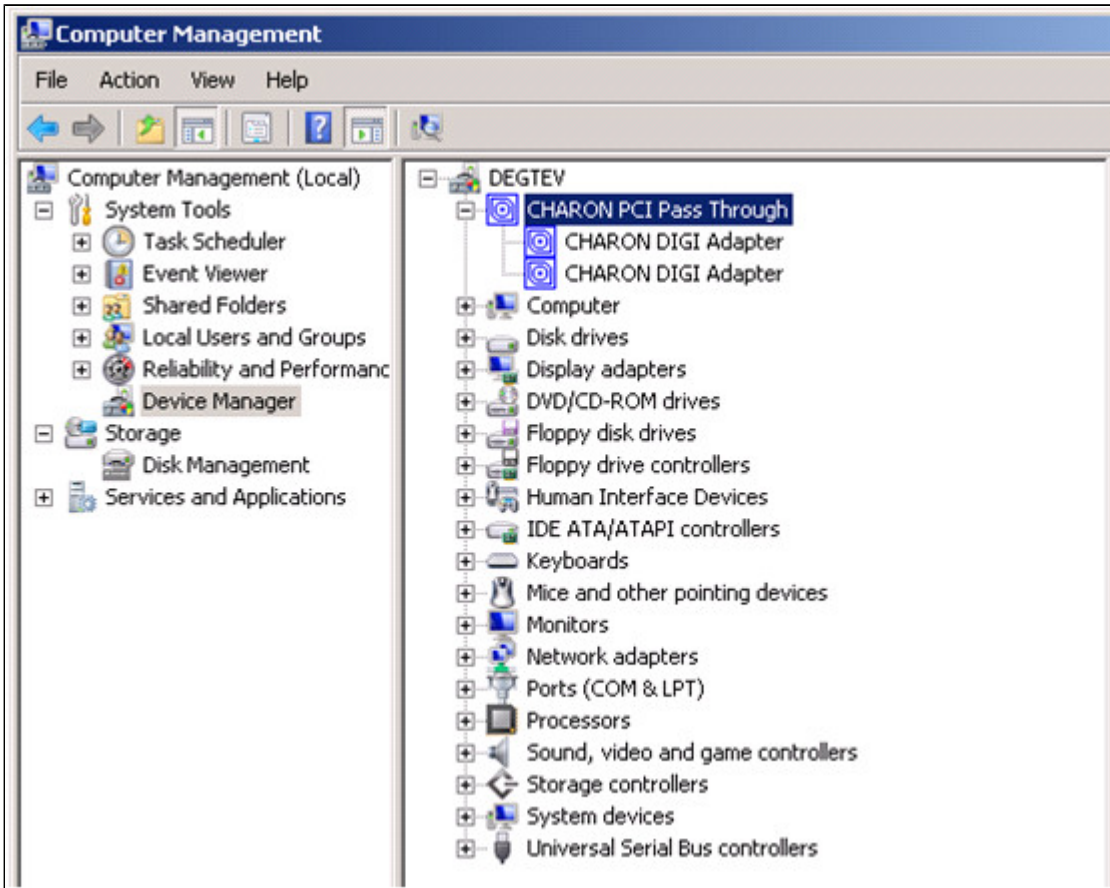 Computer Management
File Action View Help
Computer Management (Local)
System Tools
Task Scheduler
Event Viewer
Shared Folders
Local Users and Groups
Reliability and Performanc
Device Manager
Storage
Disk Management
Services and Applications
DEGTEV
CHARON PCI Pass Through
CHARON DIGI Adapter
CHARON DIGI Adapter
Computer
Disk drives
Display adapters
DVD/CD-ROM drives
Floppy disk drives
Floppy drive controllers
Human Interface Devices
IDE ATA/ATAPI controllers
Keyboards
Mice and other pointing devices
Monitors
Network adapters
Ports (COM & LPT)
Processors
Sound, video and game controllers
Storage controllers
System devices
Universal Serial Bus controllers